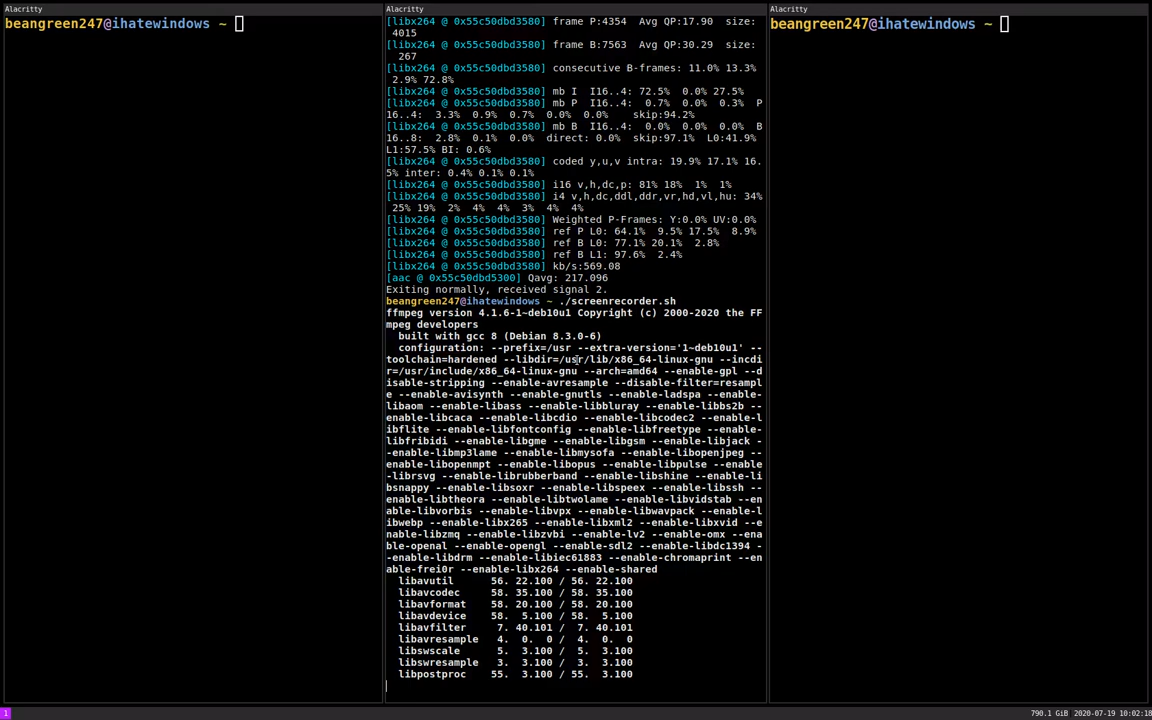 Alacritty
beangreen247@ihatewindows ~
Alacritty
[libx264 @ 0x55c50dbd3580] frame P:4354  Avg QP:17.90  size:
 4015
[libx264 @ 0x55c50dbd3580] frame B:7563  Avg QP:30.29  size:
  267
[libx264 @ 0x55c50dbd3580] consecutive B-frames: 11.0% 13.3%
 2.9% 72.8%
[libx264 @ 0x55c50dbd3580] mb I  I16..4: 72.5%  0.0% 27.5%
[libx264 @ 0x55c50dbd3580] mb P  I16..4:  0.7%  0.0%  0.3%  P
16..4:  3.3%  0.9%  0.7%  0.0%  0.0%    skip:94.2%
[libx264 @ 0x55c50dbd3580] mb B  I16..4:  0.0%  0.0%  0.0%  B
16..8:  2.8%  0.1%  0.0%  direct: 0.0%  skip:97.1%  L0:41.9%
L1:57.5% BI: 0.6%
[libx264 @ 0x55c50dbd3580] coded y,u,v intra: 19.9% 17.1% 16.
5% inter: 0.4% 0.1% 0.1%
[libx264 @ 0x55c50dbd3580] i16 v,h,dc,p: 81% 18%  1%  1%
[libx264 @ 0x55c50dbd3580] i4 v,h,dc,ddl,ddr,vr,hd,vl,hu: 34%
 25% 19%  2%  4%  4%  3%  4%  4%
[libx264 @ 0x55c50dbd3580] Weighted P-Frames: Y:0.0% UV:0.0%
[libx264 @ 0x55c50dbd3580] ref P L0: 64.1%  9.5% 17.5%  8.9%
[libx264 @ 0x55c50dbd3580] ref B L0: 77.1% 20.1%  2.8%
[libx264 @ 0x55c50dbd3580] ref B L1: 97.6%  2.4%
[libx264 @ 0x55c50dbd3580] kb/s:569.08
[aac @ 0x55c50dbd5300] Qavg: 217.096
Exiting normally, received signal 2.
beangreen247@ihatewindows ~ ./screenrecorder.sh
ffmpeg version 4.1.6-1~deb10u1 Copyright (c) 2000-2020 the FF
mpeg developers
  built with gcc 8 (Debian 8.3.0-6)
  configuration: --prefix=/usr --extra-version='1~deb10u1' --
toolchain=hardened --libdir=/usr/lib/x86_64-linux-gnu --incdi
r=/usr/include/x86_64-linux-gnu --arch=amd64 --enable-gpl --d
isable-stripping --enable-avresample --disable-filter=resampl
e --enable-avisynth --enable-gnutls --enable-ladspa --enable-
libaom --enable-libass --enable-libbluray --enable-libbs2b --
enable-libcaca --enable-libcdio --enable-libcodec2 --enable-l
ibflite --enable-libfontconfig --enable-libfreetype --enable-
libfribidi --enable-libgme --enable-libgsm --enable-libjack -
-enable-libmp3lame --enable-libmysofa --enable-libopenjpeg --
enable-libopenmpt --enable-libopus --enable-libpulse --enable
-librsvg --enable-librubberband --enable-libshine --enable-li
bsnappy --enable-libsoxr --enable-libspeex --enable-libssh --
enable-libtheora --enable-libtwolame --enable-libvidstab --en
able-libvorbis --enable-libvpx --enable-libwavpack --enable-l
ibwebp --enable-libx265 --enable-libxml2 --enable-libxvid --e
nable-libzmq --enable-libzvbi --enable-lv2 --enable-omx --ena
ble-openal --enable-opengl --enable-sdl2 --enable-libdc1394 -
-enable-libdrm --enable-libiec61883 --enable-chromaprint --en
able-frei0r --enable-libx264 --enable-shared
  libavutil      56. 22.100 / 56. 22.100
  libavcodec     58. 35.100 / 58. 35.100
  libavformat    58. 20.100 / 58. 20.100
  libavdevice    58.  5.100 / 58.  5.100
  libavfilter     7. 40.101 /  7. 40.101
  libavresample   4.  0.  0 /  4.  0.  0
  libswscale      5.  3.100 /  5.  3.100
  libswresample   3.  3.100 /  3.  3.100
  libpostproc    55.  3.100 / 55.  3.100
Alacritty
beangreen247@ihatewindows ~
1
790.1 GiB | 2020-07-19 10:02:18